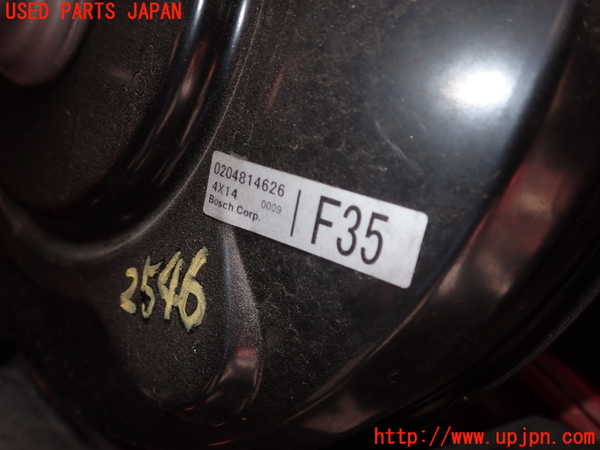 USED PARTS JAPAN
0204814626
4X14 0009
Bosch Corp.
F35
2546
http://www.upjpn.com